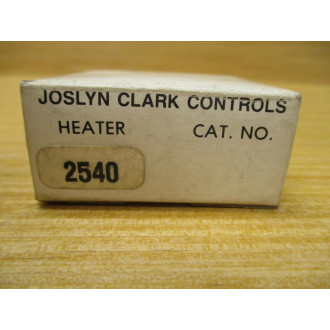 JOSLYN CLARK CONTROLS
HEATER CAT. NO.
2540